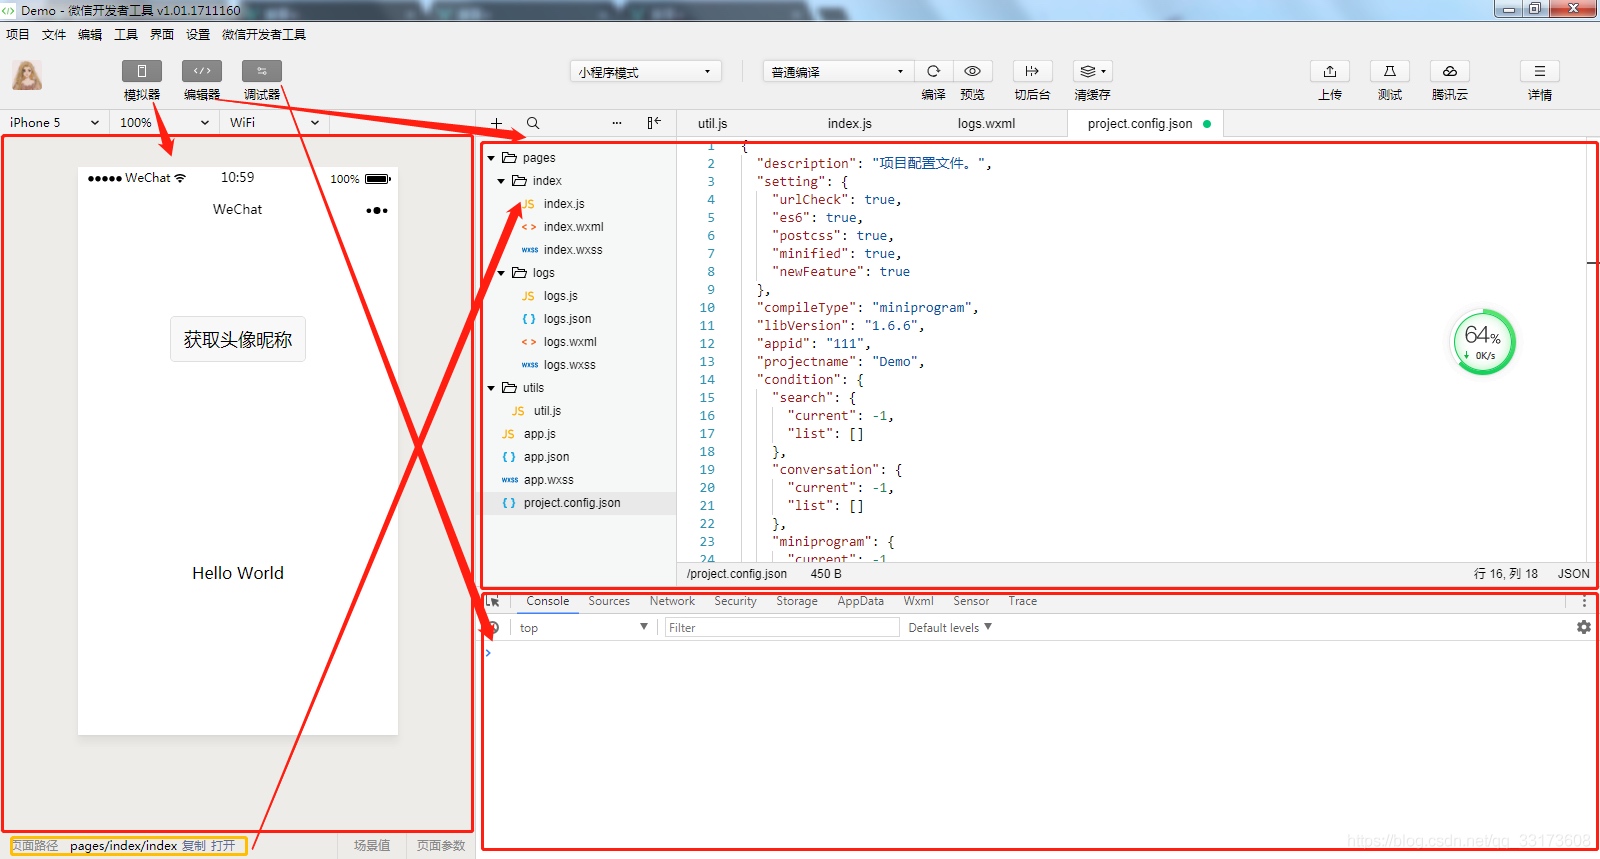 Demo - 微信开发者工具 v1.01.1711160
项目 文件 编辑 工具 界面 设置 微信开发者工具
小程序模式
普通编译
模拟器 编辑器 调试器
编译 预览 切后台 清缓存
上传 测试 腾讯云 详情
iPhone 5 100% WiFi
WeChat 10:59 100%
WeChat
获取头像昵称
Hello World
页面路径 pages/index/index 复制 打开
场景值 页面参数
pages
index
JS index.js
<> index.wxml
wxss index.wxss
logs
JS logs.js
{} logs.json
<> logs.wxml
wxss logs.wxss
utils
JS util.js
JS app.js
{} app.json
wxss app.wxss
{} project.config.json
util.js index.js logs.wxml project.config.json
1 {
2 "description": "项目配置文件。",
3 "setting": {
4 "urlCheck": true,
5 "es6": true,
6 "postcss": true,
7 "minified": true,
8 "newFeature": true
9 },
10 "compileType": "miniprogram",
11 "libVersion": "1.6.6",
12 "appid": "111",
13 "projectname": "Demo",
14 "condition": {
15 "search": {
16 "current": -1,
17 "list": []
18 },
19 "conversation": {
20 "current": -1,
21 "list": []
22 },
23 "miniprogram": {
24 "current": -1
64%
0K/s
/project.config.json 450 B
行 16, 列 18 JSON
Console Sources Network Security Storage AppData Wxml Sensor Trace
top Filter Default levels
https://blog.csdn.net/qq_33173608